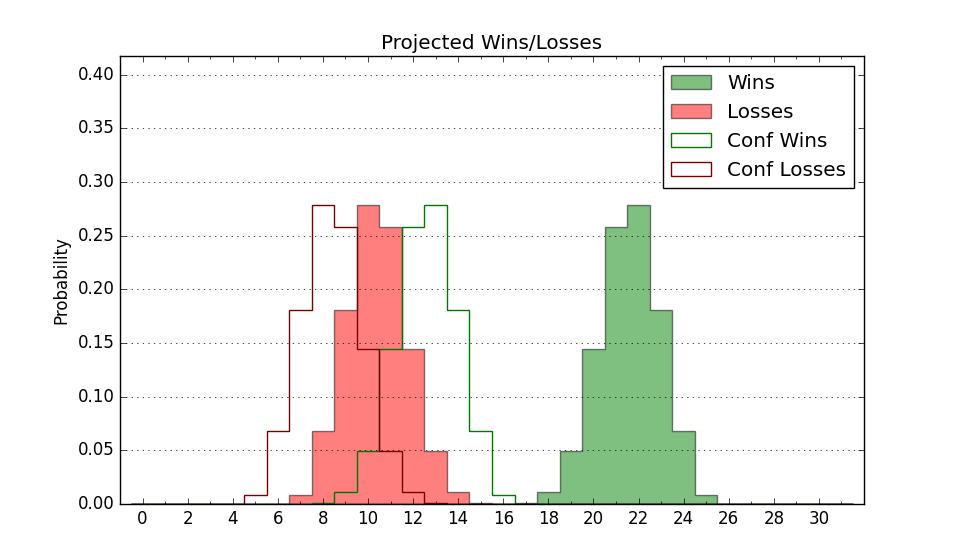 Projected Wins/Losses
Wins
Losses
Conf Wins
Conf Losses
Probability
0.40
0.35
0.30
0.25
0.20
0.15
0.10
0.05
0.00
0 2 4 6 8 10 12 14 16 18 20 22 24 26 28 30